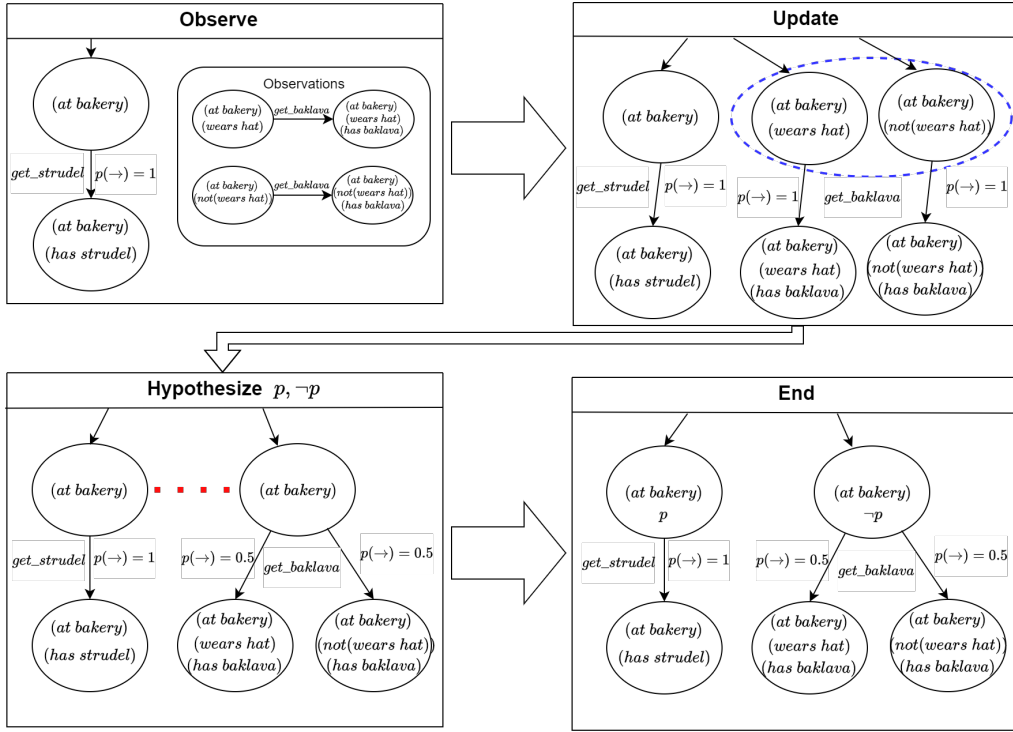 Observe
(at bakery)
get_strudel
p(→) = 1
(at bakery)
(has strudel)
Observations
(at bakery)
(wears hat)
get_baklava
(at bakery)
(wears hat)
(has baklava)
(at bakery)
(not(wears hat))
get_baklava
(at bakery)
(not(wears hat))
(has baklava)
Update
(at bakery)
(at bakery)
(wears hat)
(at bakery)
(not(wears hat))
get_strudel
p(→) = 1
p(→) = 1
get_baklava
p(→) = 1
(at bakery)
(has strudel)
(at bakery)
(wears hat)
(has baklava)
(at bakery)
(not(wears hat))
(has baklava)
Hypothesize p, ¬p
(at bakery)
(at bakery)
get_strudel
p(→) = 1
p(→) = 0.5
get_baklava
p(→) = 0.5
(at bakery)
(has strudel)
(at bakery)
(wears hat)
(has baklava)
(at bakery)
(not(wears hat))
(has baklava)
End
(at bakery)
p
(at bakery)
¬p
get_strudel
p(→) = 1
p(→) = 0.5
get_baklava
p(→) = 0.5
(at bakery)
(has strudel)
(at bakery)
(wears hat)
(has baklava)
(at bakery)
(not(wears hat))
(has baklava)